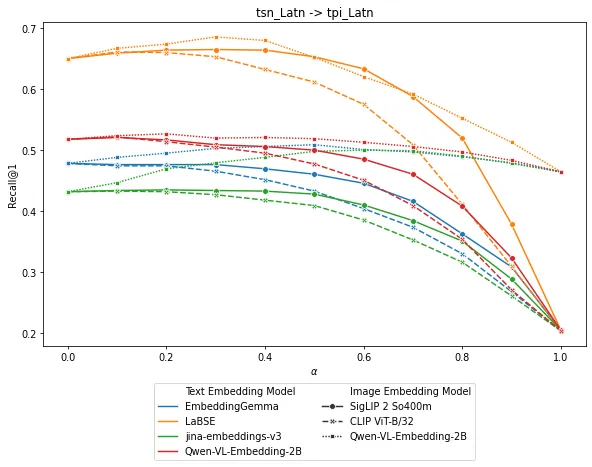 tsn_Latn -> tpi_Latn
0.7
0.6
0.5
0.4
0.3
0.2
Recall@1
0.0 0.2 0.4 0.6 0.8 1.0
α
Text Embedding Model Image Embedding Model
EmbeddingGemma SigLIP 2 So400m
LaBSE CLIP ViT-B/32
jina-embeddings-v3 Qwen-VL-Embedding-2B
Qwen-VL-Embedding-2B